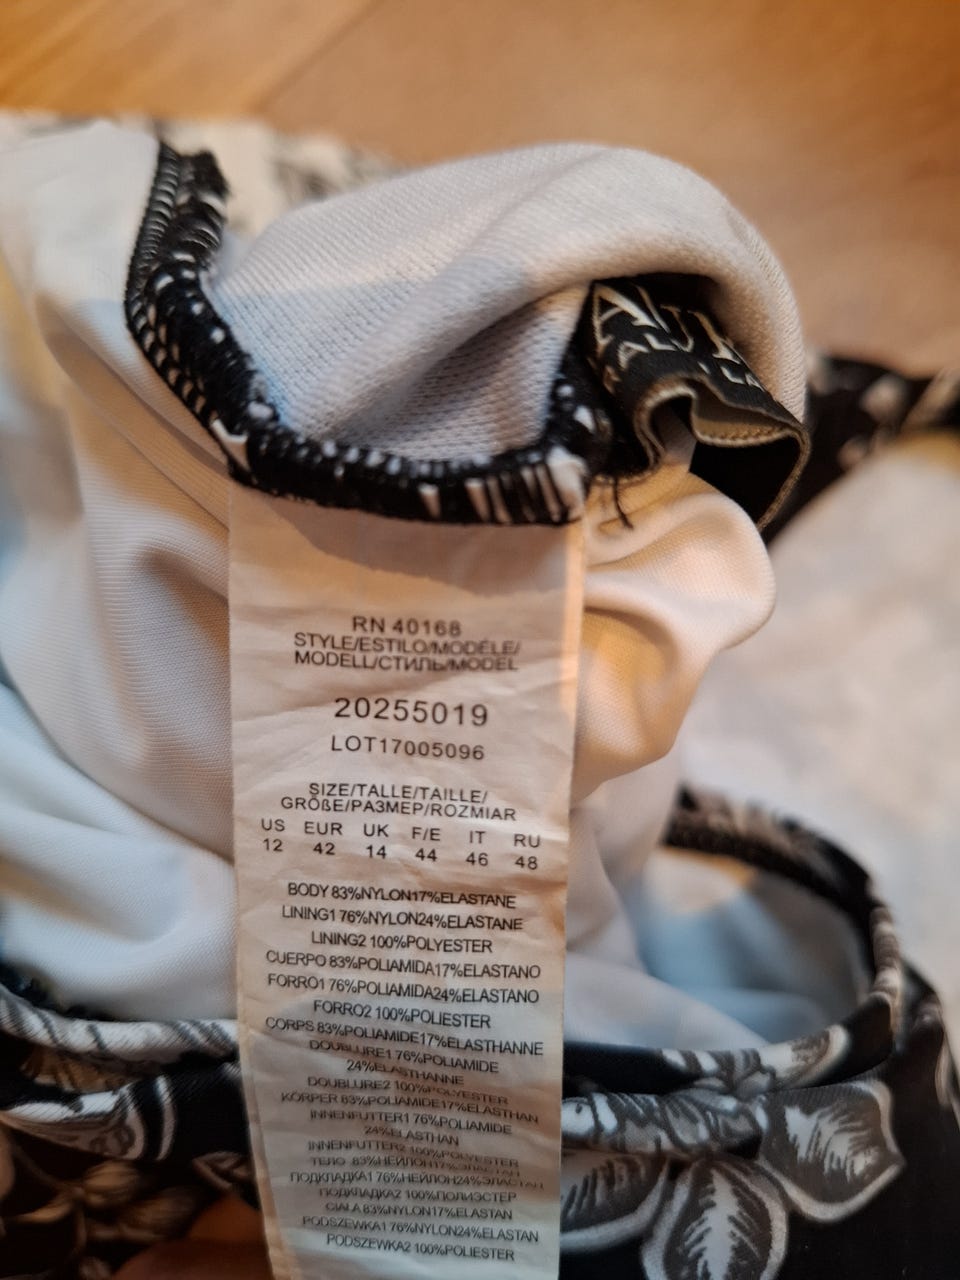 RN 40168
STYLE/ESTILO/MODÈLE/
MODELL/СТИЛЬ/MODEL
20255019
LOT17005096
SIZE/TALLE/TAILLE/
GRÖßE/РАЗМЕР/ROZMIAR
US EUR UK F/E IT RU
12 42 14 44 46 48
BODY 83%NYLON17%ELASTANE
LINING1 76%NYLON24%ELASTANE
LINING2 100%POLYESTER
CUERPO 83%POLIAMIDA17%ELASTANO
FORRO1 76%POLIAMIDA24%ELASTANO
FORRO2 100%POLIESTER
CORPS 83%POLIAMIDE17%ELASTHANNE
DOUBLURE1 76%POLIAMIDE
24%ELASTHANNE
DOUBLURE2 100%POLYESTER
KÖRPER 83%POLIAMIDE17%ELASTHAN
INNENFUTTER1 76%POLIAMIDE
24%ELASTHAN
INNENFUTTER2 100%POLYESTER
ТЕЛО 83%НЕЙЛОН17%ЭЛАСТАН
ПОДКЛАДКА1 76%НЕЙЛОН24%ЭЛАСТАН
ПОДКЛАДКА2 100%ПОЛИЭСТЕР
CIAŁA 83%NYLON17%ELASTAN
PODSZEWKA1 76%NYLON24%ELASTAN
PODSZEWKA2 100%POLIESTER